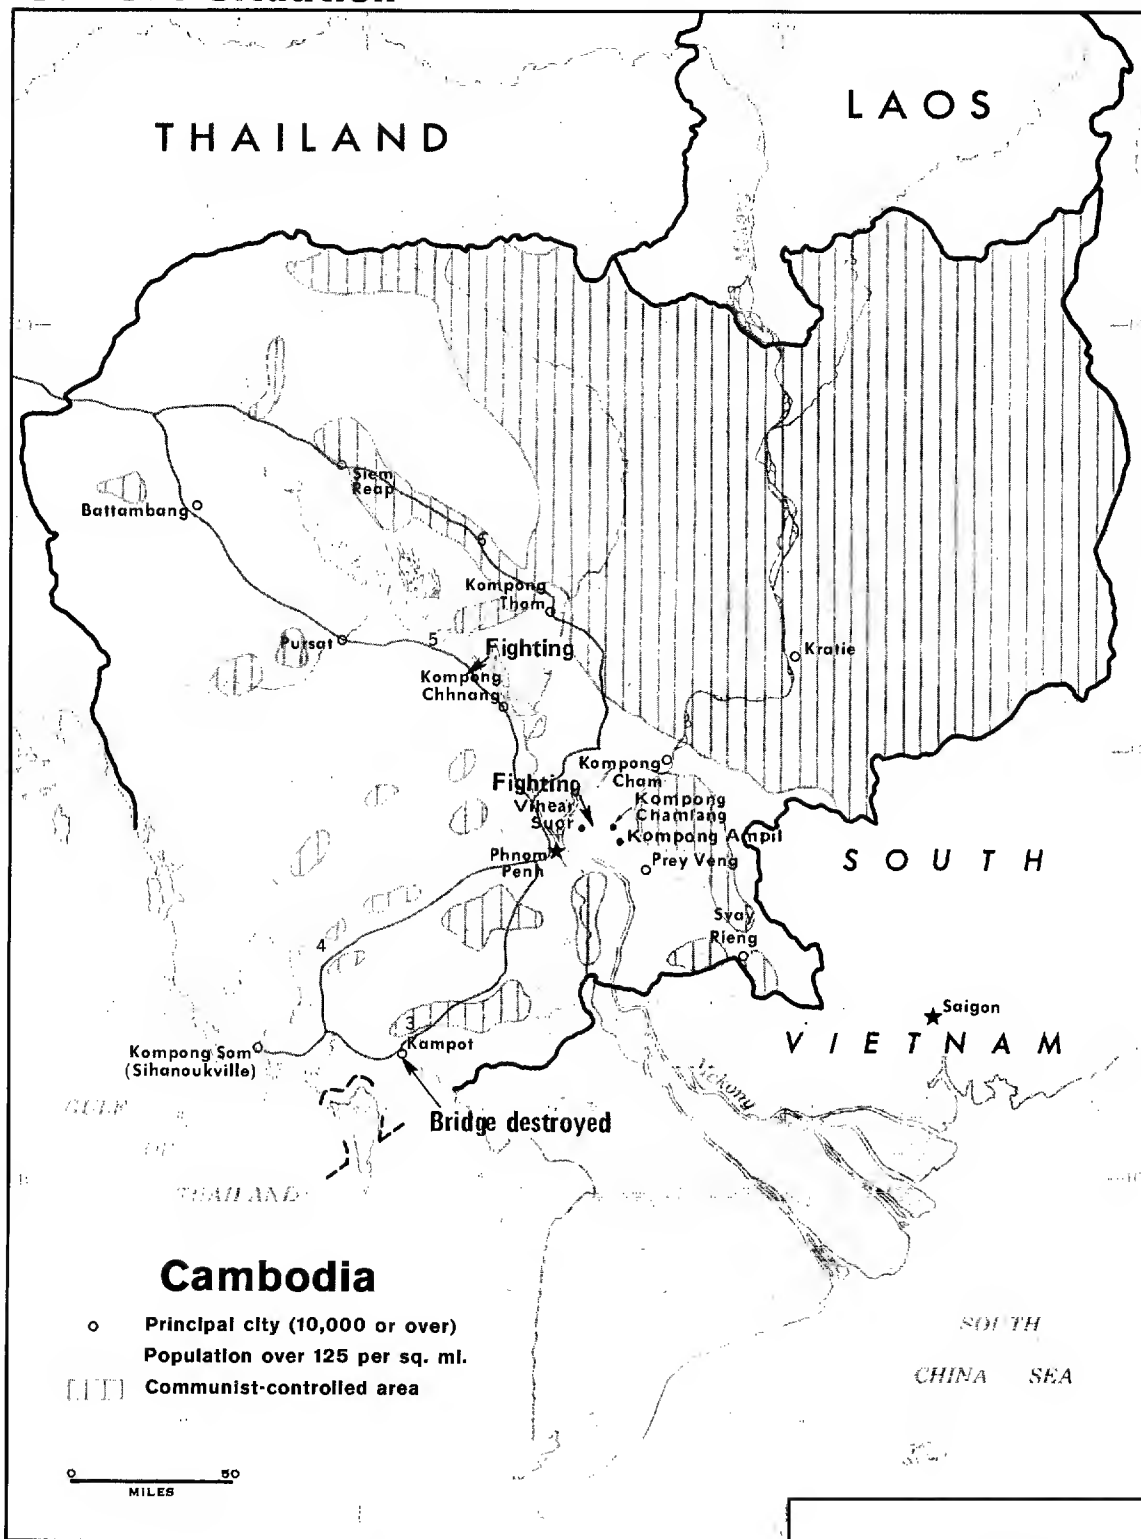 THAILAND
LAOS
Siem
Reap
Battambang
6
Kompong
Thom
Pursat
5
Fighting
Kompong
Chhnang
Kratie
Kompong
Cham
Fighting
Vihear
Suor
Kompong
Chamlang
Kompong Ampil
Phnom
Penh
Prey Veng
SOUTH
Svay
Rieng
4
3
Saigon
VIETNAM
Kampot
Kompong Som
(Sihanoukville)
Mekong
GULF
OF
THAILAND
Bridge destroyed
Cambodia
Principal city (10,000 or over)
Population over 125 per sq. mi.
Communist-controlled area
SOUTH
CHINA SEA
0 50
MILES